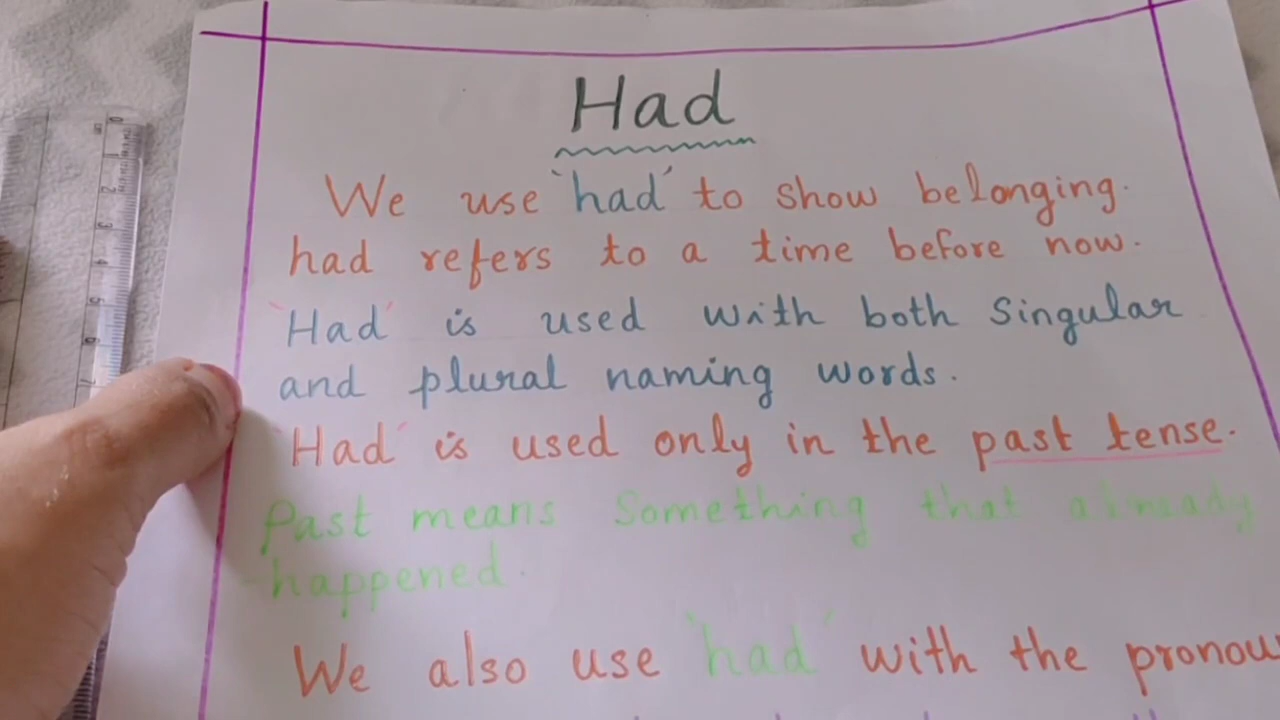 Had
We use 'had' to show belonging.
had refers to a time before now.
'Had' is used with both Singular
and plural naming words.
Had' is used only in the past tense.
Past means Something that already
happened.
We also use 'had' with the pronou